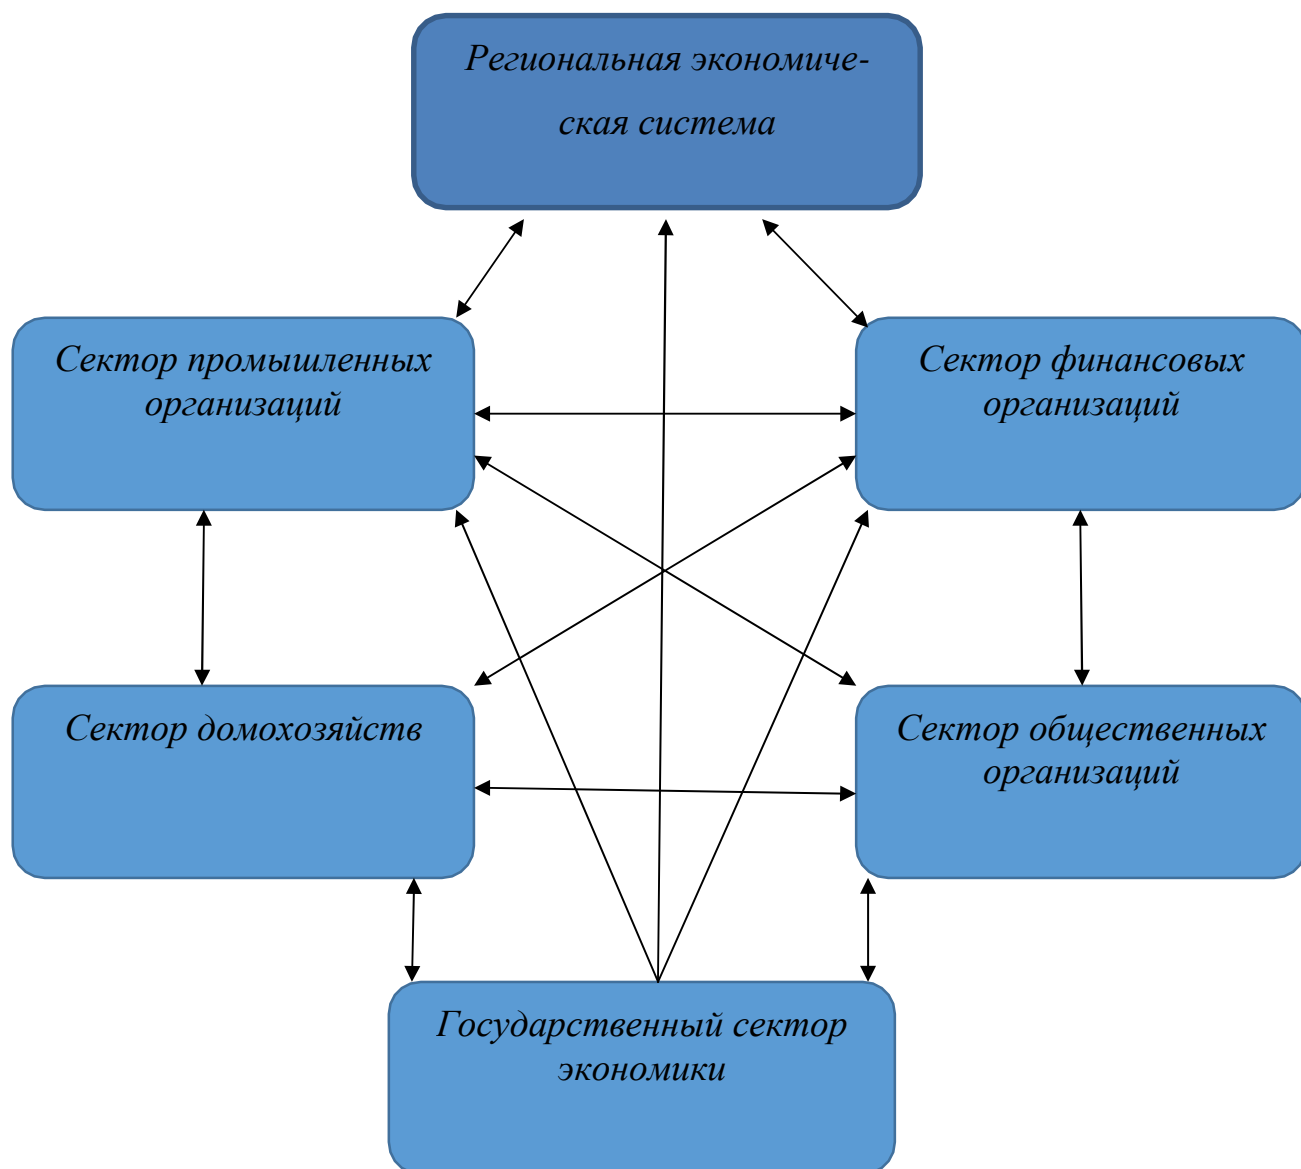 Региональная экономиче-
ская система
Сектор промышленных
организаций
Сектор финансовых
организаций
Сектор домохозяйств
Сектор общественных
организаций
Государственный сектор
экономики